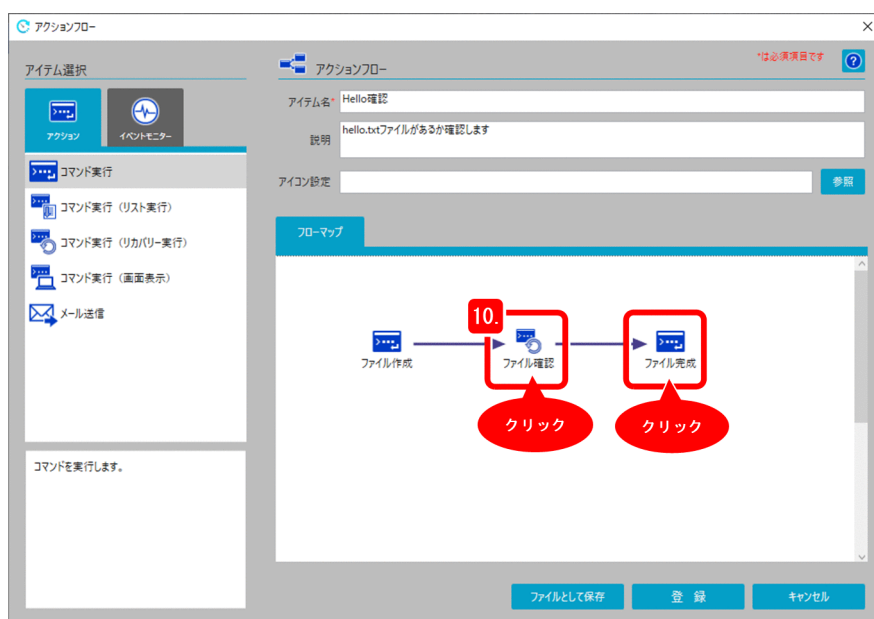 アクションフロー
アイテム選択
アクション
イベントモニター
コマンド実行
コマンド実行（リスト実行）
コマンド実行（リカバリー実行）
コマンド実行（画面表示）
メール送信
コマンドを実行します。
アクションフロー
*は必須項目です
?
アイテム名* Hello確認
説明 hello.txtファイルがあるか確認します
アイコン設定
参照
フローマップ
10.
ファイル作成
ファイル確認
ファイル完成
クリック
クリック
ファイルとして保存
登 録
キャンセル